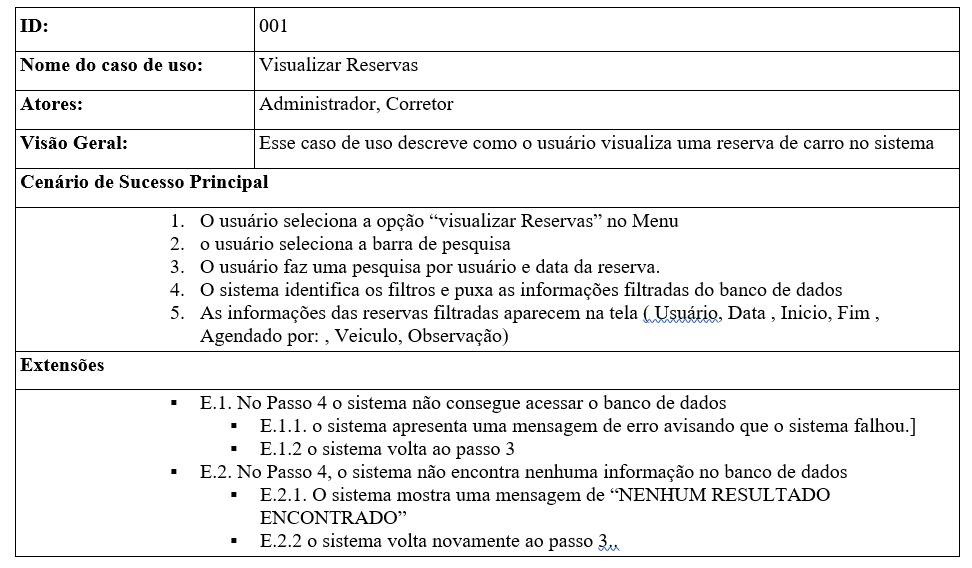 ID: 001
Nome do caso de uso: Visualizar Reservas
Atores: Administrador, Corretor
Visão Geral: Esse caso de uso descreve como o usuário visualiza uma reserva de carro no sistema
Cenário de Sucesso Principal
1. O usuário seleciona a opção “visualizar Reservas” no Menu
2. o usuário seleciona a barra de pesquisa
3. O usuário faz uma pesquisa por usuário e data da reserva.
4. O sistema identifica os filtros e puxa as informações filtradas do banco de dados
5. As informações das reservas filtradas aparecem na tela ( Usuário, Data , Inicio, Fim ,
Agendado por: , Veiculo, Observação)
Extensões
▪ E.1. No Passo 4 o sistema não consegue acessar o banco de dados
▪ E.1.1. o sistema apresenta uma mensagem de erro avisando que o sistema falhou.]
▪ E.1.2 o sistema volta ao passo 3
▪ E.2. No Passo 4, o sistema não encontra nenhuma informação no banco de dados
▪ E.2.1. O sistema mostra uma mensagem de “NENHUM RESULTADO
ENCONTRADO”
▪ E.2.2 o sistema volta novamente ao passo 3..